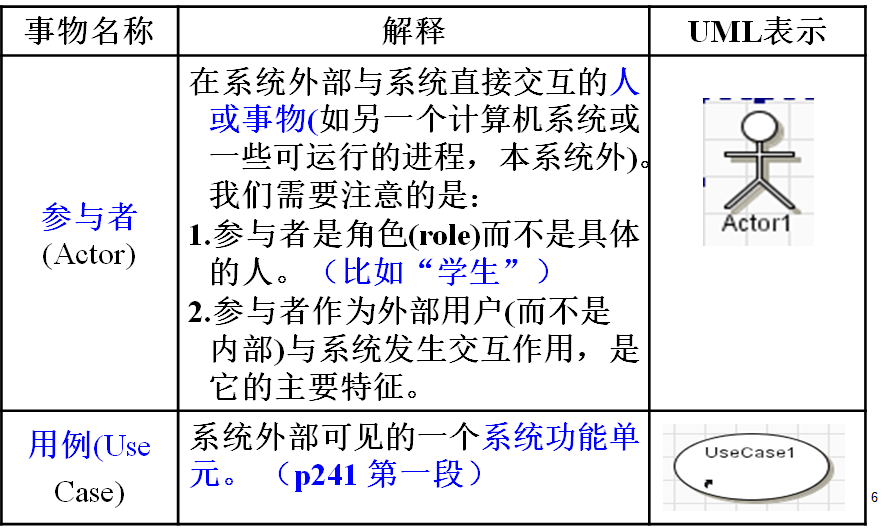 事物名称 解释 UML表示
参与者
(Actor)
在系统外部与系统直接交互的人
或事物(如另一个计算机系统或
一些可运行的进程，本系统外)。
我们需要注意的是：
1.参与者是角色(role)而不是具体
的人。（比如“学生”）
2.参与者作为外部用户(而不是
内部)与系统发生交互作用，是
它的主要特征。
Actor1
用例(Use
Case)
系统外部可见的一个系统功能单
元。（p241 第一段）
UseCase1
6